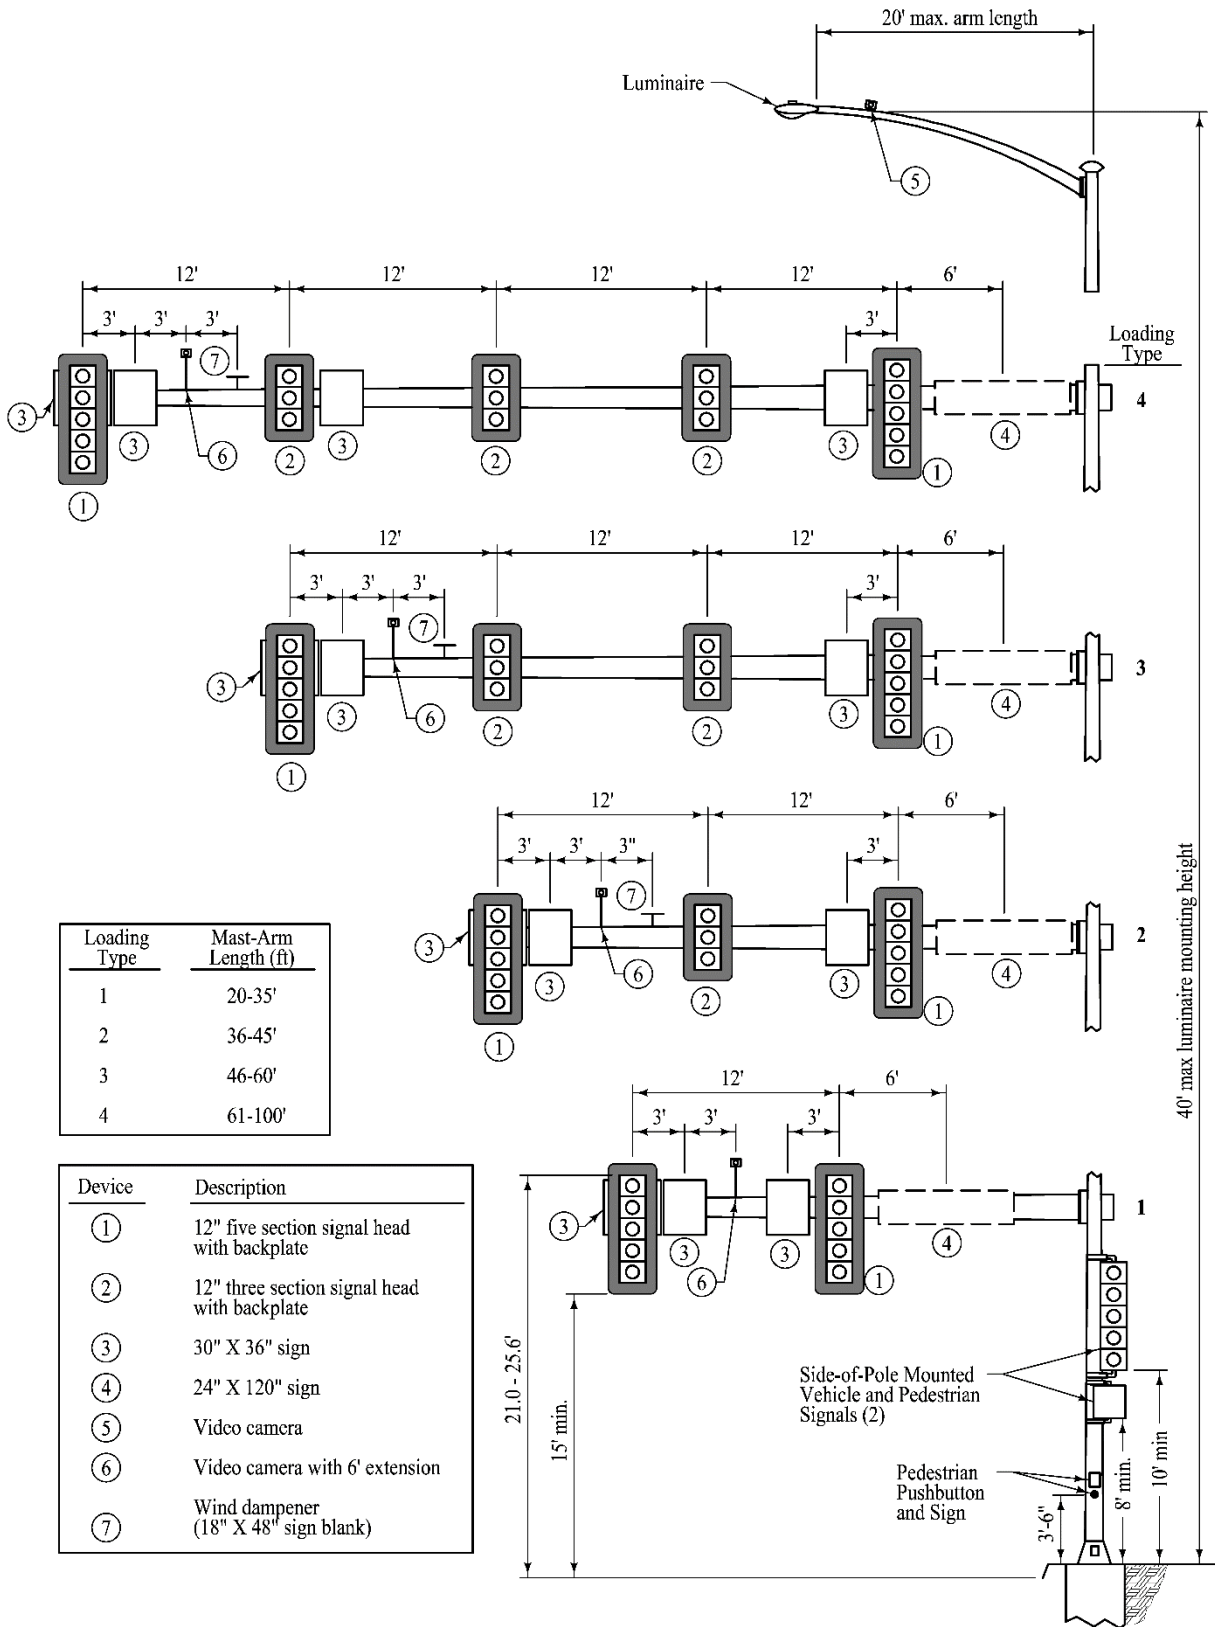 20' max. arm length
Luminaire
5
12' 12' 12' 12' 6'
3' 3' 3' 3'
7
Loading
Type
4
3 3 6 2 3 2 2 3 4
1 1
12' 12' 12' 6'
3' 3' 3' 3'
7
3
3 3 6 2 2 3 4
1 1
12' 12' 6'
3' 3' 3" 3'
7
2
3 3 6 2 3 4
1 1
40' max luminaire mounting height
Loading
Type
Mast-Arm
Length (ft)
1 20-35'
2 36-45'
3 46-60'
4 61-100'
12' 6'
3' 3' 3'
1
3 3 6 3 4
1
21.0 - 25.6'
15' min.
Side-of-Pole Mounted
Vehicle and Pedestrian
Signals (2)
Pedestrian
Pushbutton
and Sign
3'-6"
8' min.
10' min
Device Description
1 12" five section signal head
with backplate
2 12" three section signal head
with backplate
3 30" X 36" sign
4 24" X 120" sign
5 Video camera
6 Video camera with 6' extension
7 Wind dampener
(18" X 48" sign blank)